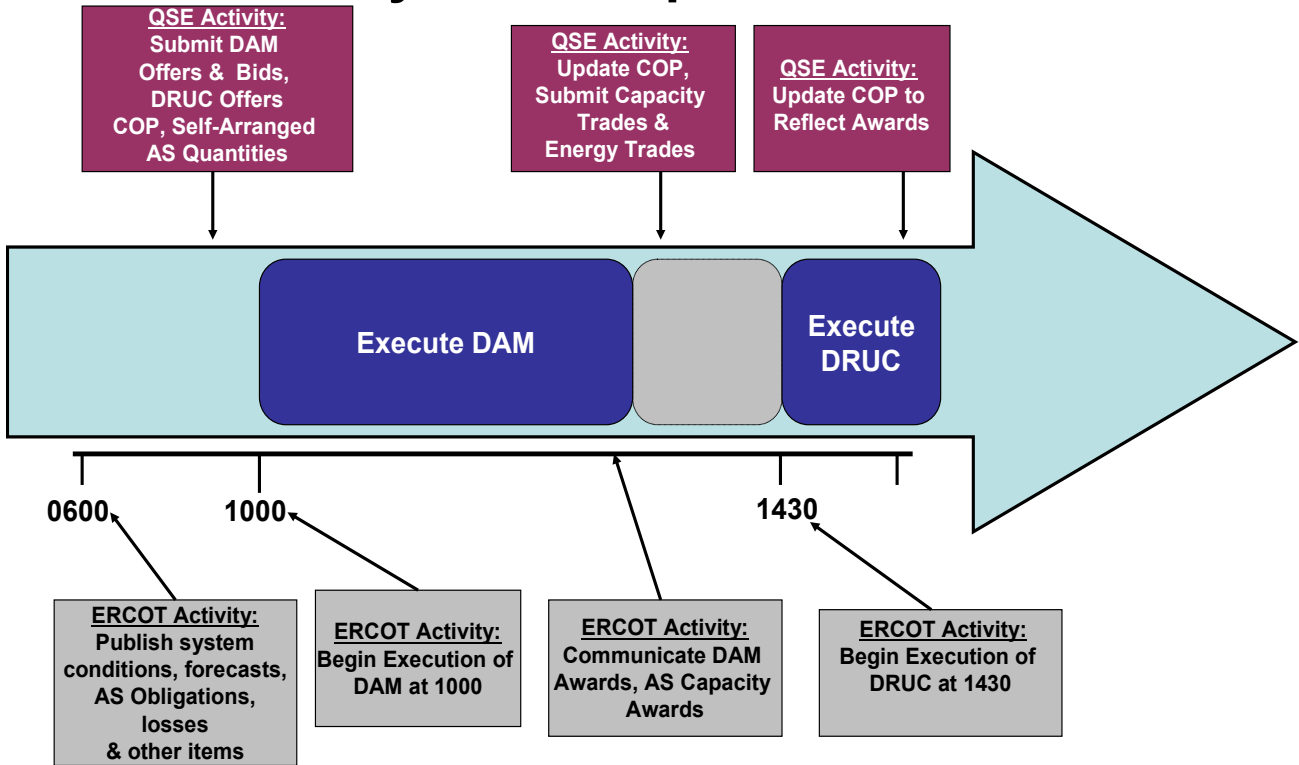 QSE Activity:
Submit DAM
Offers & Bids,
DRUC Offers
COP, Self-Arranged
AS Quantities
QSE Activity:
Update COP,
Submit Capacity
Trades &
Energy Trades
QSE Activity:
Update COP to
Reflect Awards
Execute DAM
Execute
DRUC
0600
1000
1430
ERCOT Activity:
Publish system
conditions, forecasts,
AS Obligations,
losses
& other items
ERCOT Activity:
Begin Execution of
DAM at 1000
ERCOT Activity:
Communicate DAM
Awards, AS Capacity
Awards
ERCOT Activity:
Begin Execution of
DRUC at 1430